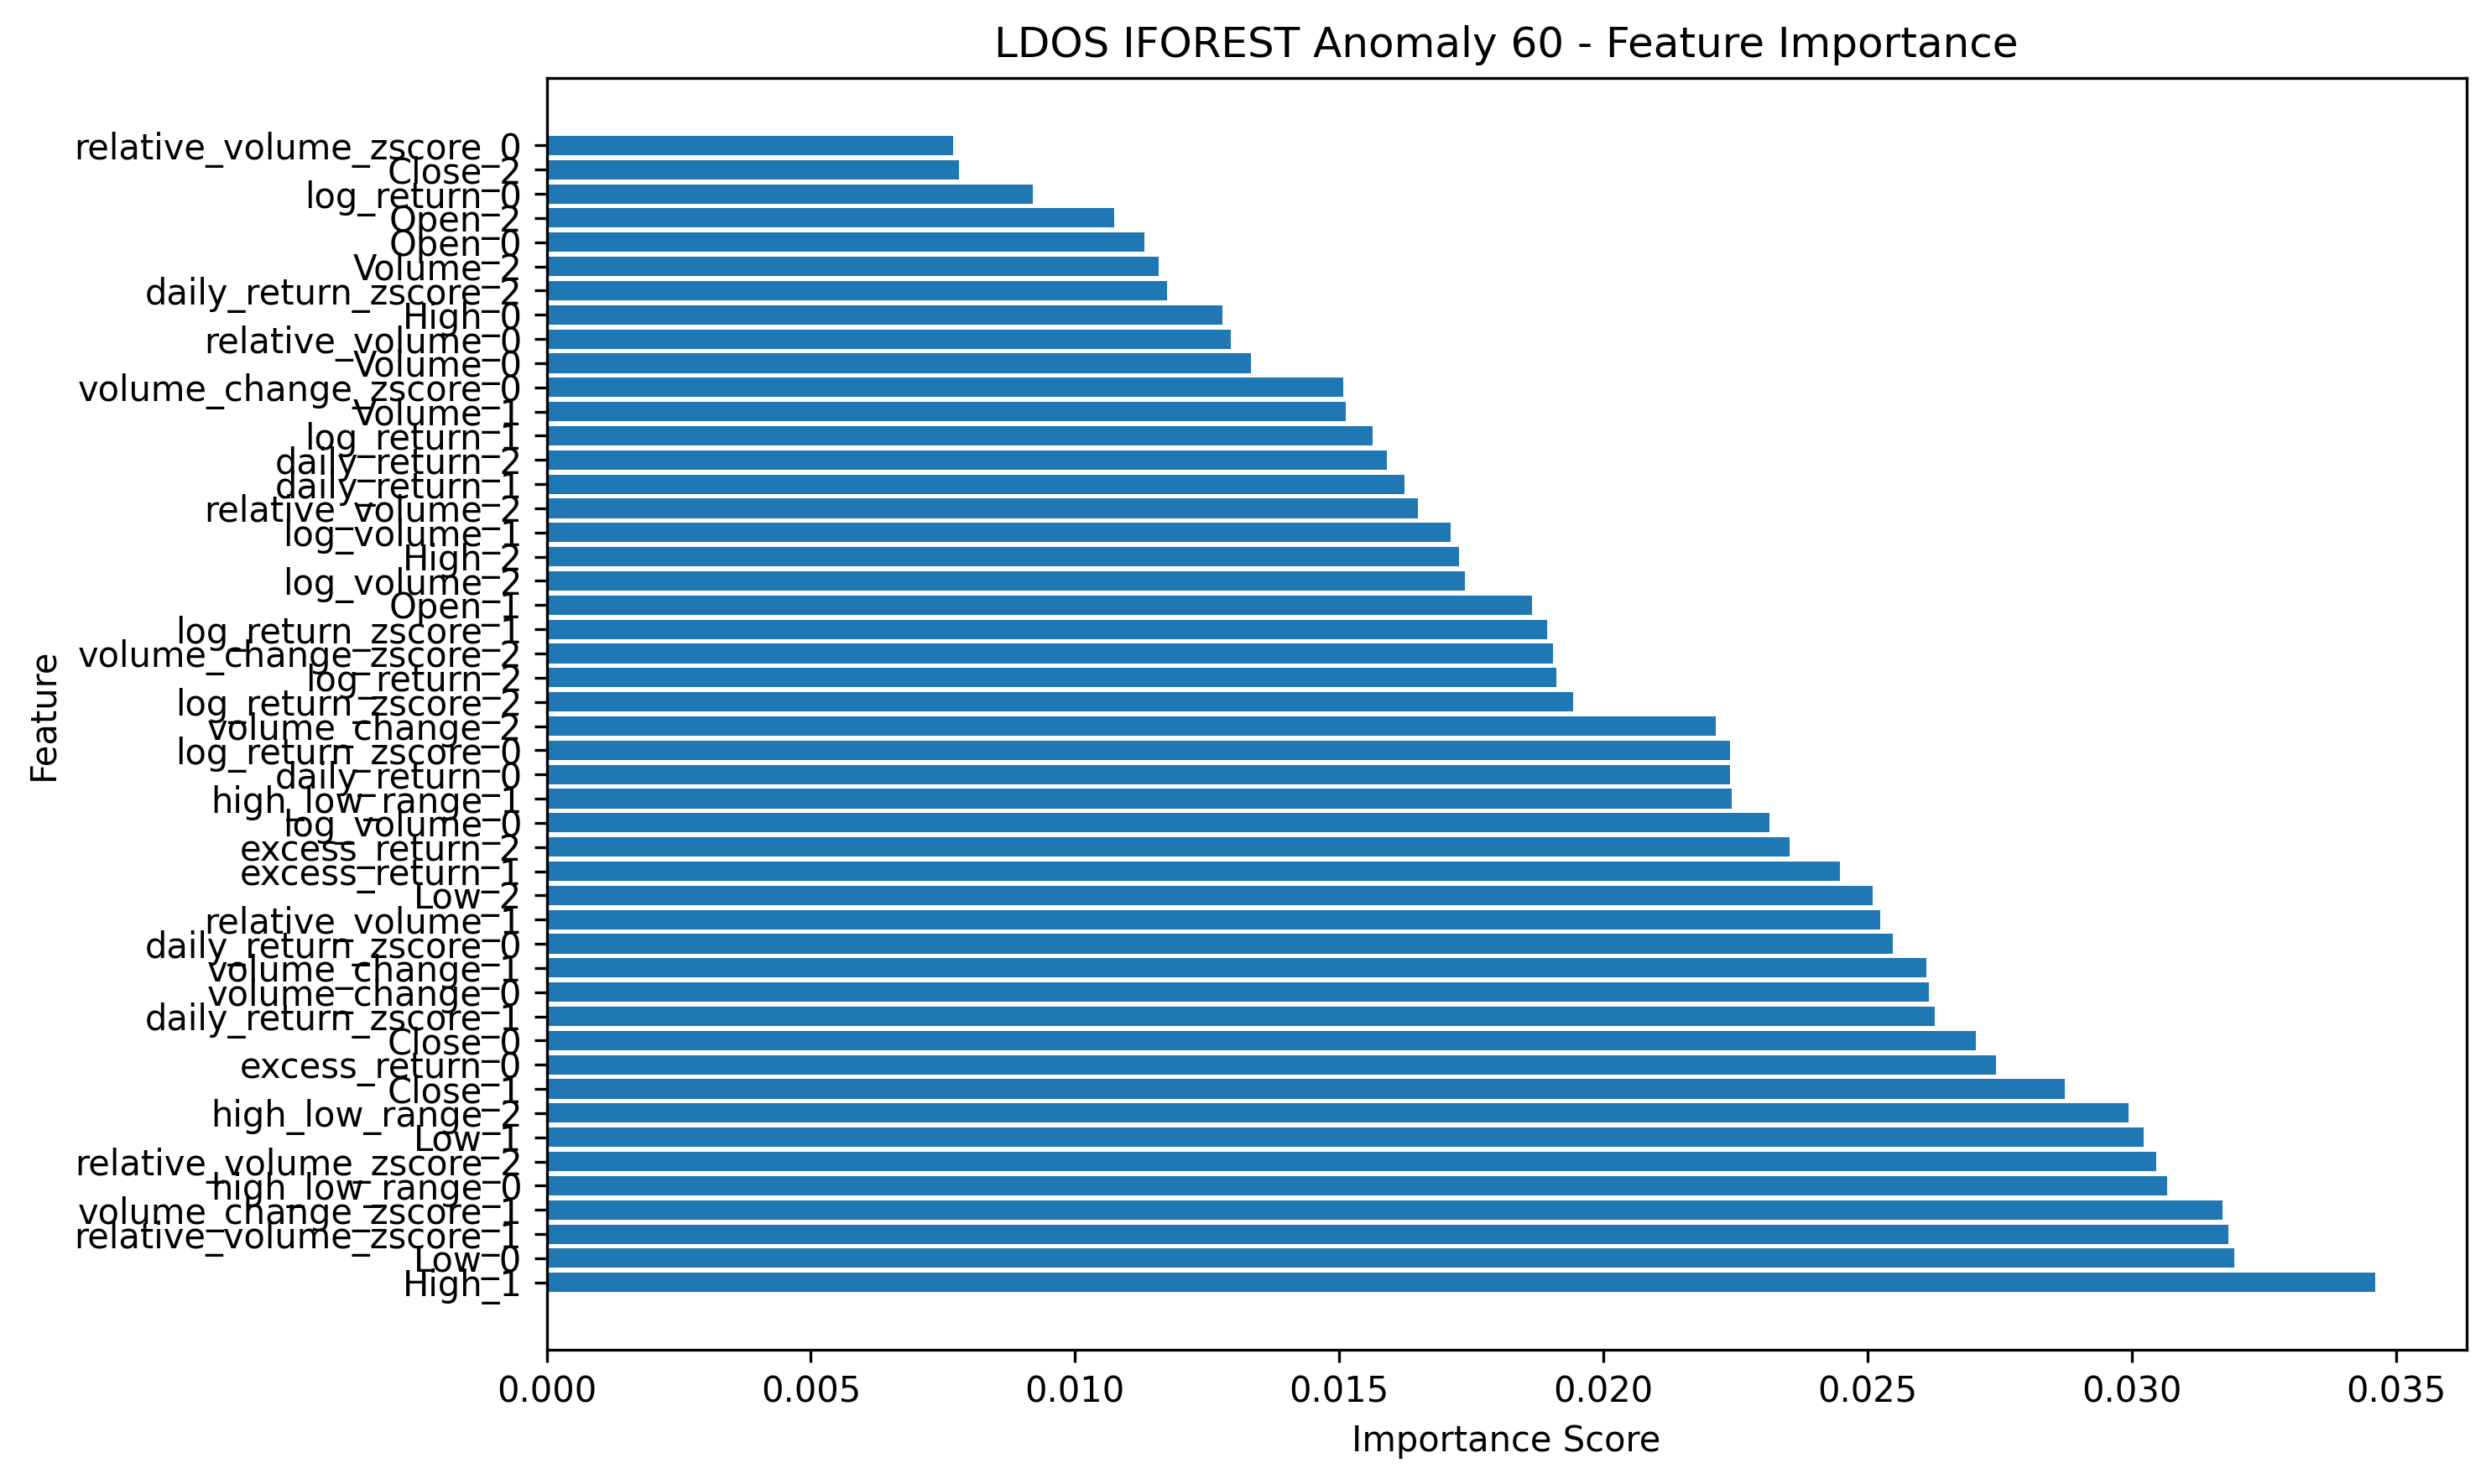 LDOS IFOREST Anomaly 60 - Feature Importance
relative_volume_zscore_0
Close_2
log_return_0
Open_2
Open_0
Volume_2
daily_return_zscore_2
High_0
relative_volume_0
Volume_0
volume_change_zscore_0
Volume_1
log_return_1
daily_return_2
daily_return_1
relative_volume_2
log_volume_1
High_2
log_volume_2
Open_1
log_return_zscore_1
volume_change_zscore_2
log_return_2
log_return_zscore_2
volume_change_2
log_return_zscore_0
daily_return_0
high_low_range_1
log_volume_0
excess_return_2
excess_return_1
Low_2
relative_volume_1
daily_return_zscore_0
volume_change_1
volume_change_0
daily_return_zscore_1
Close_0
excess_return_0
Close_1
high_low_range_2
Low_1
relative_volume_zscore_2
high_low_range_0
volume_change_zscore_1
relative_volume_zscore_1
Low_0
High_1
Feature
0.000 0.005 0.010 0.015 0.020 0.025 0.030 0.035
Importance Score